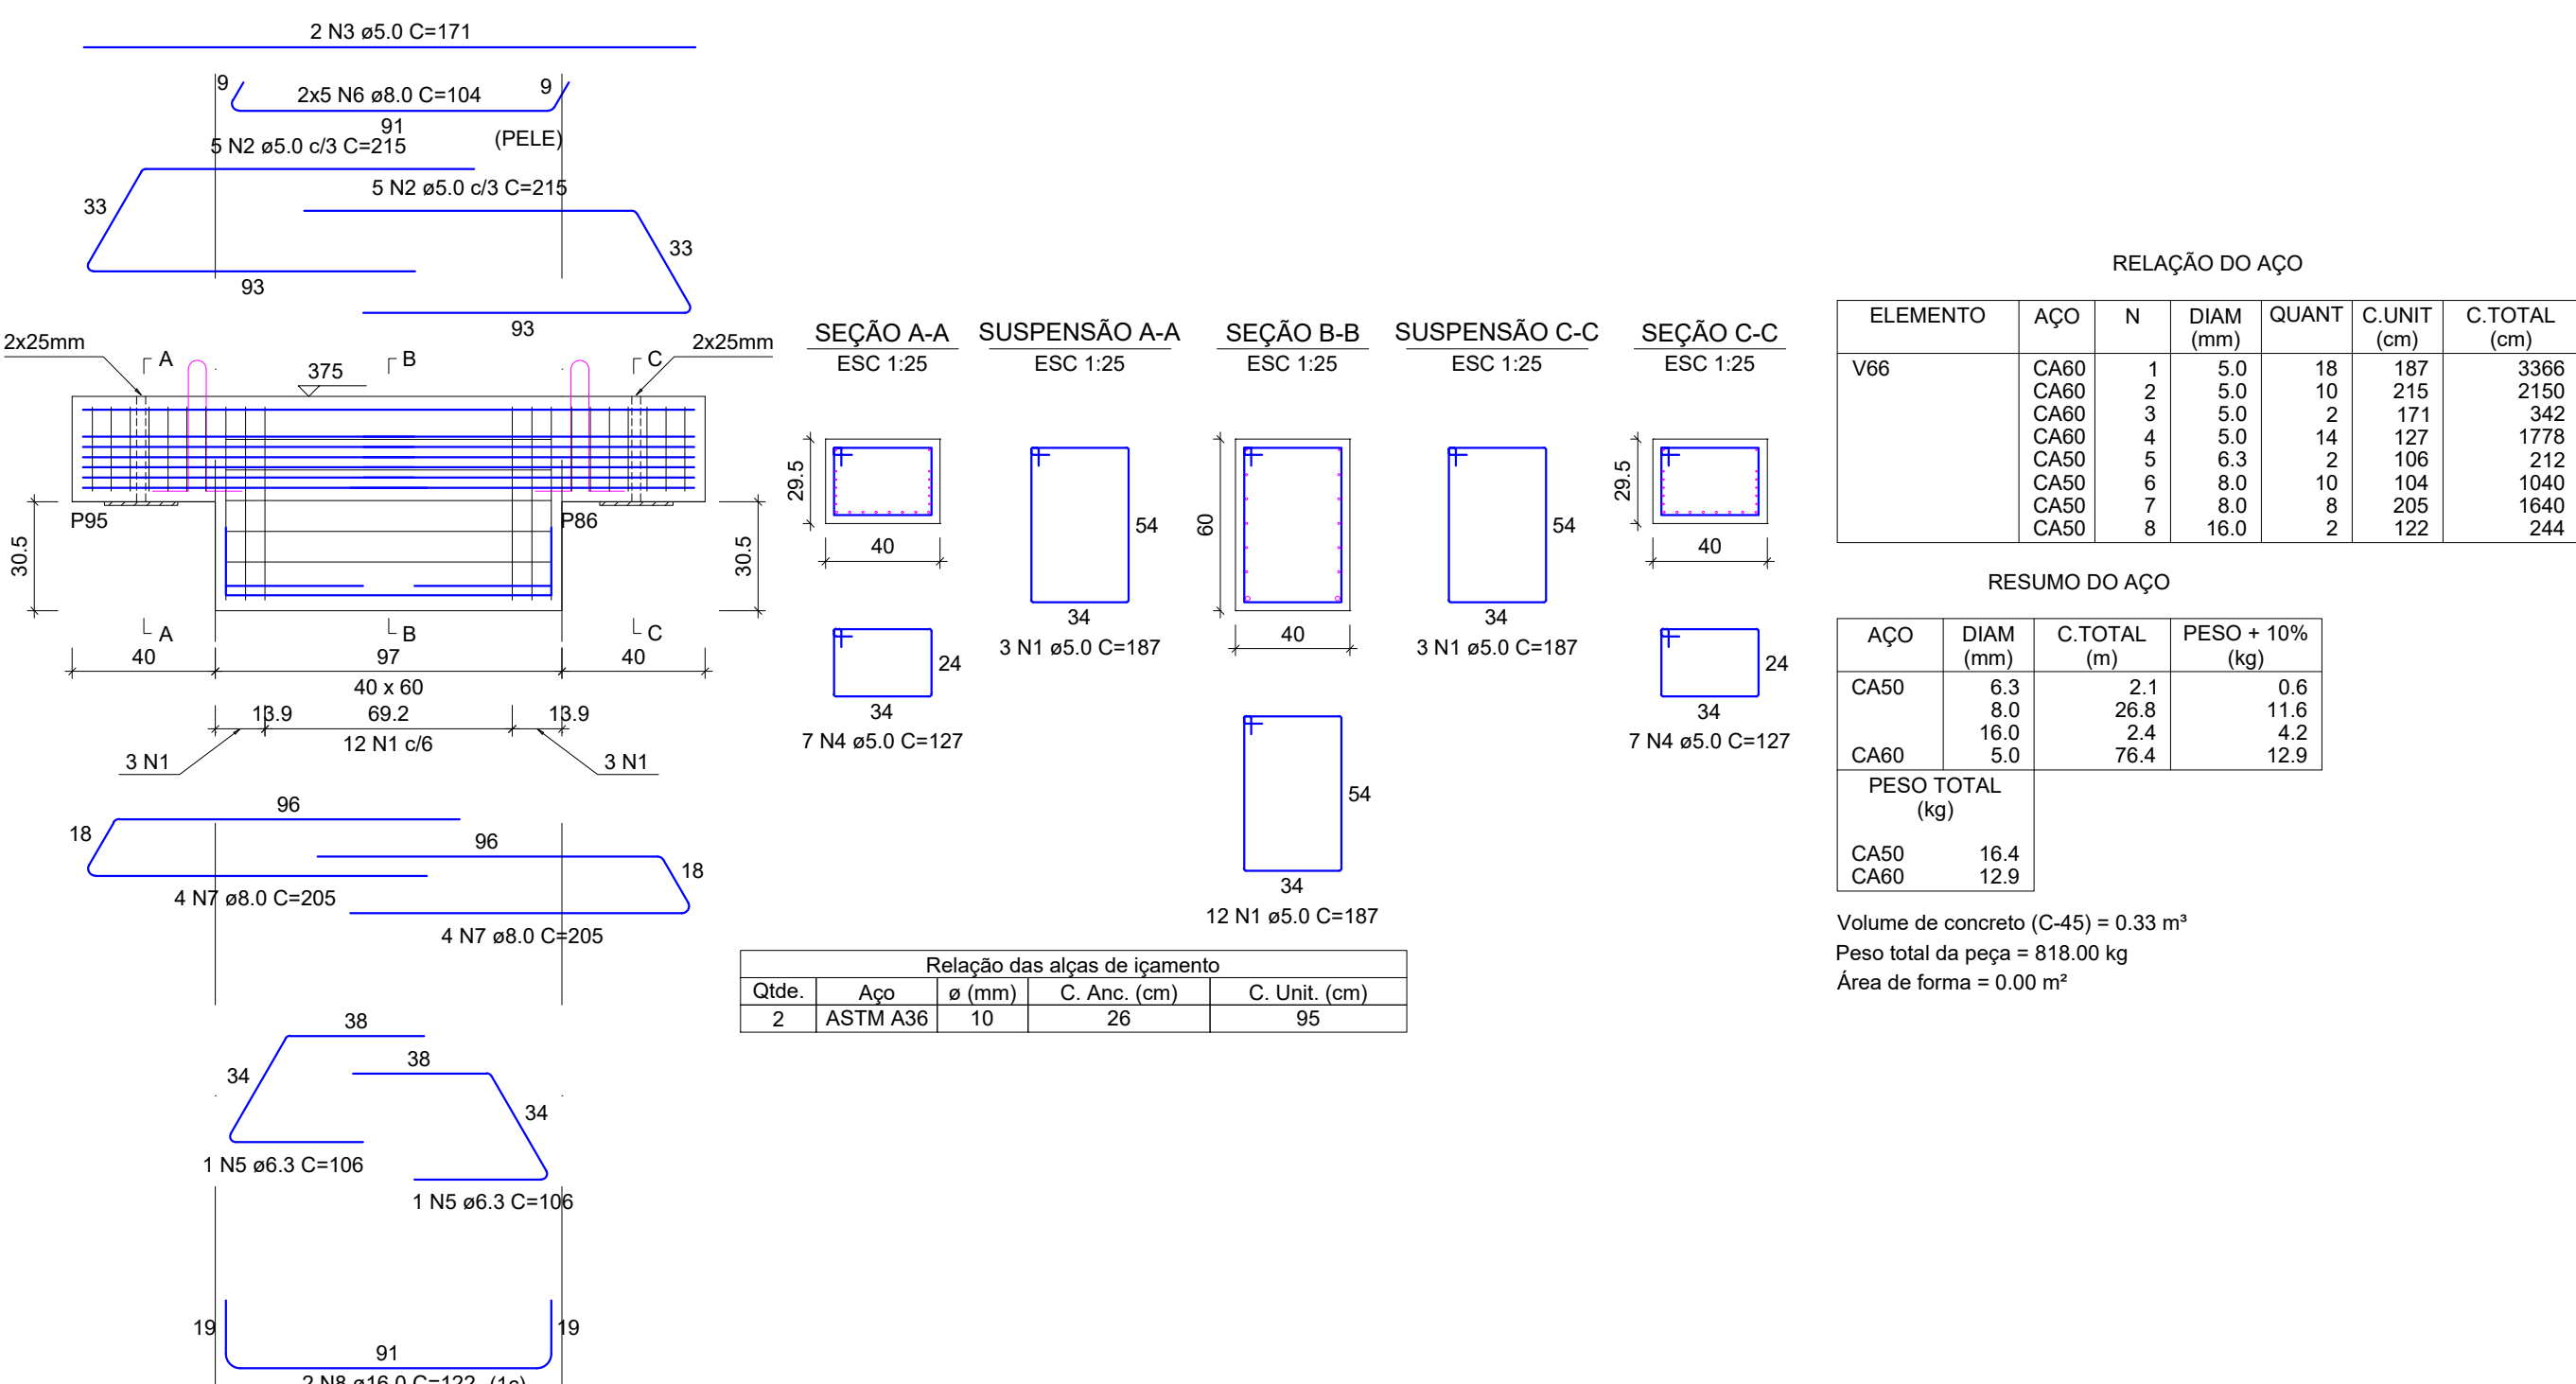 2 N3 ø5.0 C=171
9
2x5 N6 ø8.0 C=104
9
91
(PELE)
5 N2 ø5.0 c/3 C=215
5 N2 ø5.0 c/3 C=215
33
33
93
93
2x25mm
A
B
C
2x25mm
375
P95
P86
30.5
30.5
A
B
C
40
97
40
40 x 60
13.9
69.2
13.9
12 N1 c/6
3 N1
3 N1
96
18
96
18
4 N7 ø8.0 C=205
4 N7 ø8.0 C=205
38
38
34
34
1 N5 ø6.3 C=106
1 N5 ø6.3 C=106
19
19
91
2 N8 ø16.0 C=122 (1c)
SEÇÃO A-A
ESC 1:25
29.5
40
24
34
7 N4 ø5.0 C=127
SUSPENSÃO A-A
ESC 1:25
54
34
3 N1 ø5.0 C=187
SEÇÃO B-B
ESC 1:25
60
40
54
34
12 N1 ø5.0 C=187
SUSPENSÃO C-C
ESC 1:25
54
34
3 N1 ø5.0 C=187
SEÇÃO C-C
ESC 1:25
29.5
40
24
34
7 N4 ø5.0 C=127
Relação das alças de içamento
Qtde. Aço ø (mm) C. Anc. (cm) C. Unit. (cm)
2 ASTM A36 10 26 95
RELAÇÃO DO AÇO
ELEMENTO AÇO N DIAM QUANT C.UNIT C.TOTAL
(mm) (cm) (cm)
V66 CA60 1 5.0 18 187 3366
CA60 2 5.0 10 215 2150
CA60 3 5.0 2 171 342
CA60 4 5.0 14 127 1778
CA50 5 6.3 2 106 212
CA50 6 8.0 10 104 1040
CA50 7 8.0 8 205 1640
CA50 8 16.0 2 122 244
RESUMO DO AÇO
AÇO DIAM C.TOTAL PESO + 10%
(mm) (m) (kg)
CA50 6.3 2.1 0.6
8.0 26.8 11.6
16.0 2.4 4.2
CA60 5.0 76.4 12.9
PESO TOTAL
(kg)
CA50 16.4
CA60 12.9
Volume de concreto (C-45) = 0.33 m³
Peso total da peça = 818.00 kg
Área de forma = 0.00 m²